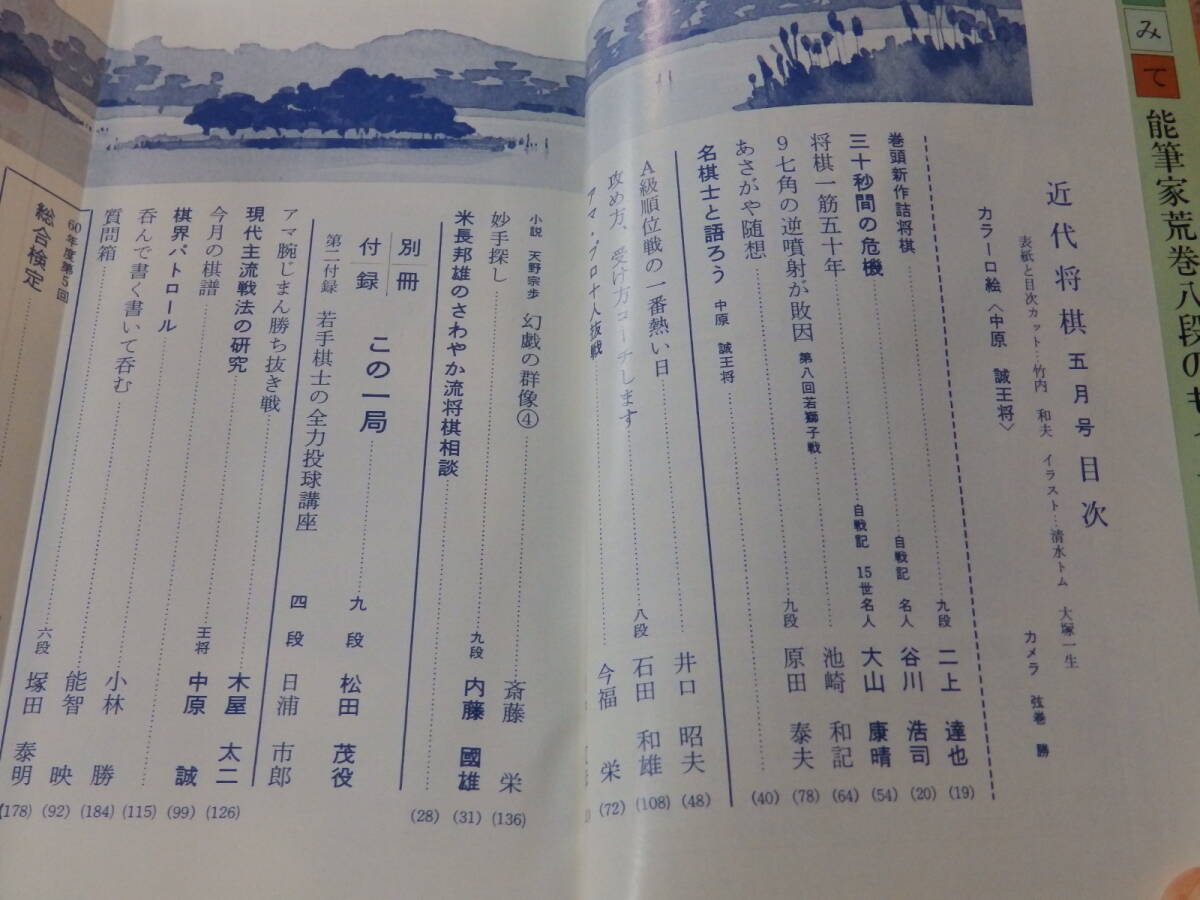 みて
能筆家荒巻八段の
近代将棋 五月号 目次
表紙と目次カット…竹内 和夫 イラスト…清水トム 大塚一生
カメラ 弦巻 勝
カラー口絵〈中原 誠王将〉
巻頭新作詰将棋 九段 二上 達也 (19)
三十秒間の危機 自戦記 名人 谷川 浩司 (20)
将棋一筋五十年 自戦記 15世名人 大山 康晴 (54)
9七角の逆噴射が敗因 第八回若獅子戦 池崎 和記 (64)
あさがや随想 九段 原田 泰夫 (78)
名棋士と語ろう 中原 誠王将 (40)
A級順位戦の一番熱い日 井口 昭夫 (48)
攻め方、受け方コーチします 八段 石田 和雄 (108)
アマ・プロ十人抜戦 今福 栄 (72)
小説 天野宗歩 幻戯の群像④ 斎藤 栄 (136)
妙手探し 九段 内藤 國雄 (31)
米長邦雄のさわやか流将棋相談 (28)
別冊付録 この一局 九段 松田 茂役
第二付録 若手棋士の全力投球講座 四段 日浦 市郎
アマ腕じまん勝ち抜き戦
現代主流戦法の研究 木屋 太二 (126)
今月の棋譜 王将 中原 誠 (99)
棋界パトロール (115)
呑んで書く書いて呑む 小林 勝 (184)
質問箱 能智 映 (92)
60年度第5回
総合検定 六段 塚田 泰明 (178)